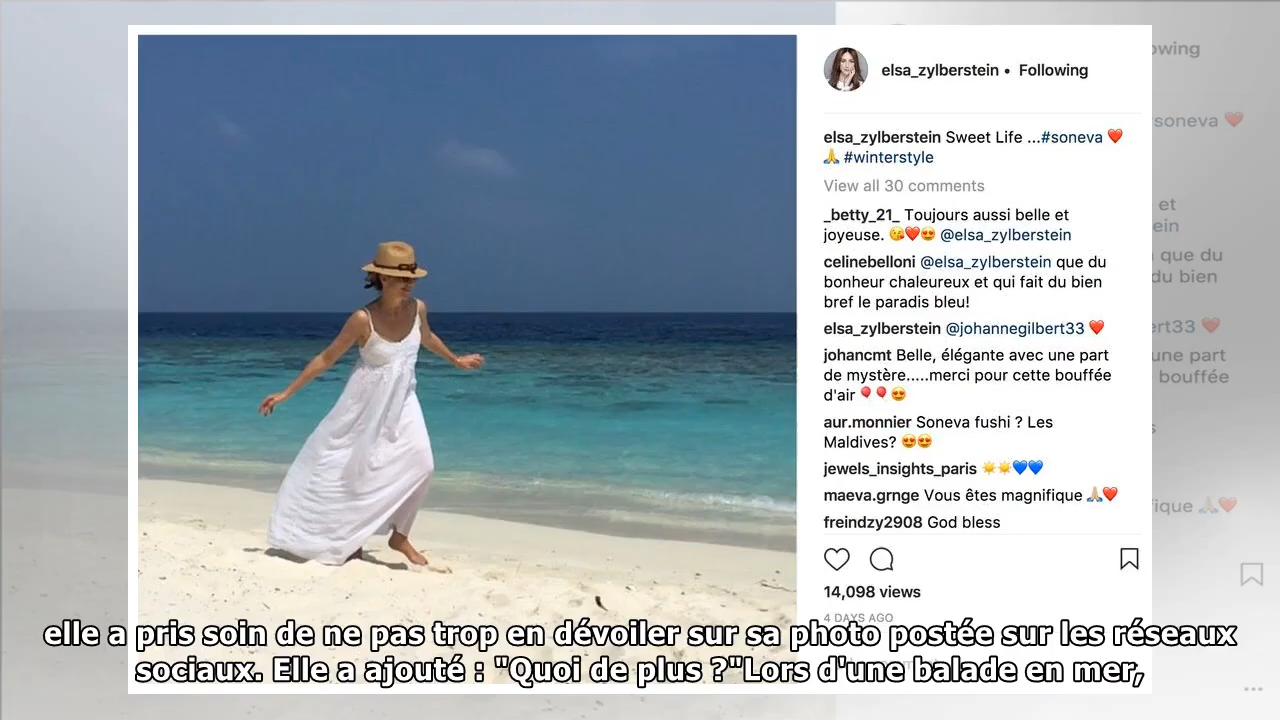 elsa_zylberstein • Following
elsa_zylberstein Sweet Life ...#soneva ❤️
🙏 #winterstyle
View all 30 comments
_betty_21_ Toujours aussi belle et
joyeuse. 😘❤️😍 @elsa_zylberstein
celinebelloni @elsa_zylberstein que du
bonheur chaleureux et qui fait du bien
bref le paradis bleu!
elsa_zylberstein @johannegilbert33 ❤️
johancmt Belle, élégante avec une part
de mystère.....merci pour cette bouffée
d'air 🎈🎈😍
aur.monnier Soneva fushi ? Les
Maldives? 😍😍
jewels_insights_paris ☀️☀️💙💙
maeva.grnge Vous êtes magnifique 🙏🏼❤️
freindzy2908 God bless
14,098 views
4 DAYS AGO
elle a pris soin de ne pas trop en dévoiler sur sa photo postée sur les réseaux
sociaux. Elle a ajouté : "Quoi de plus ?"Lors d'une balade en mer,